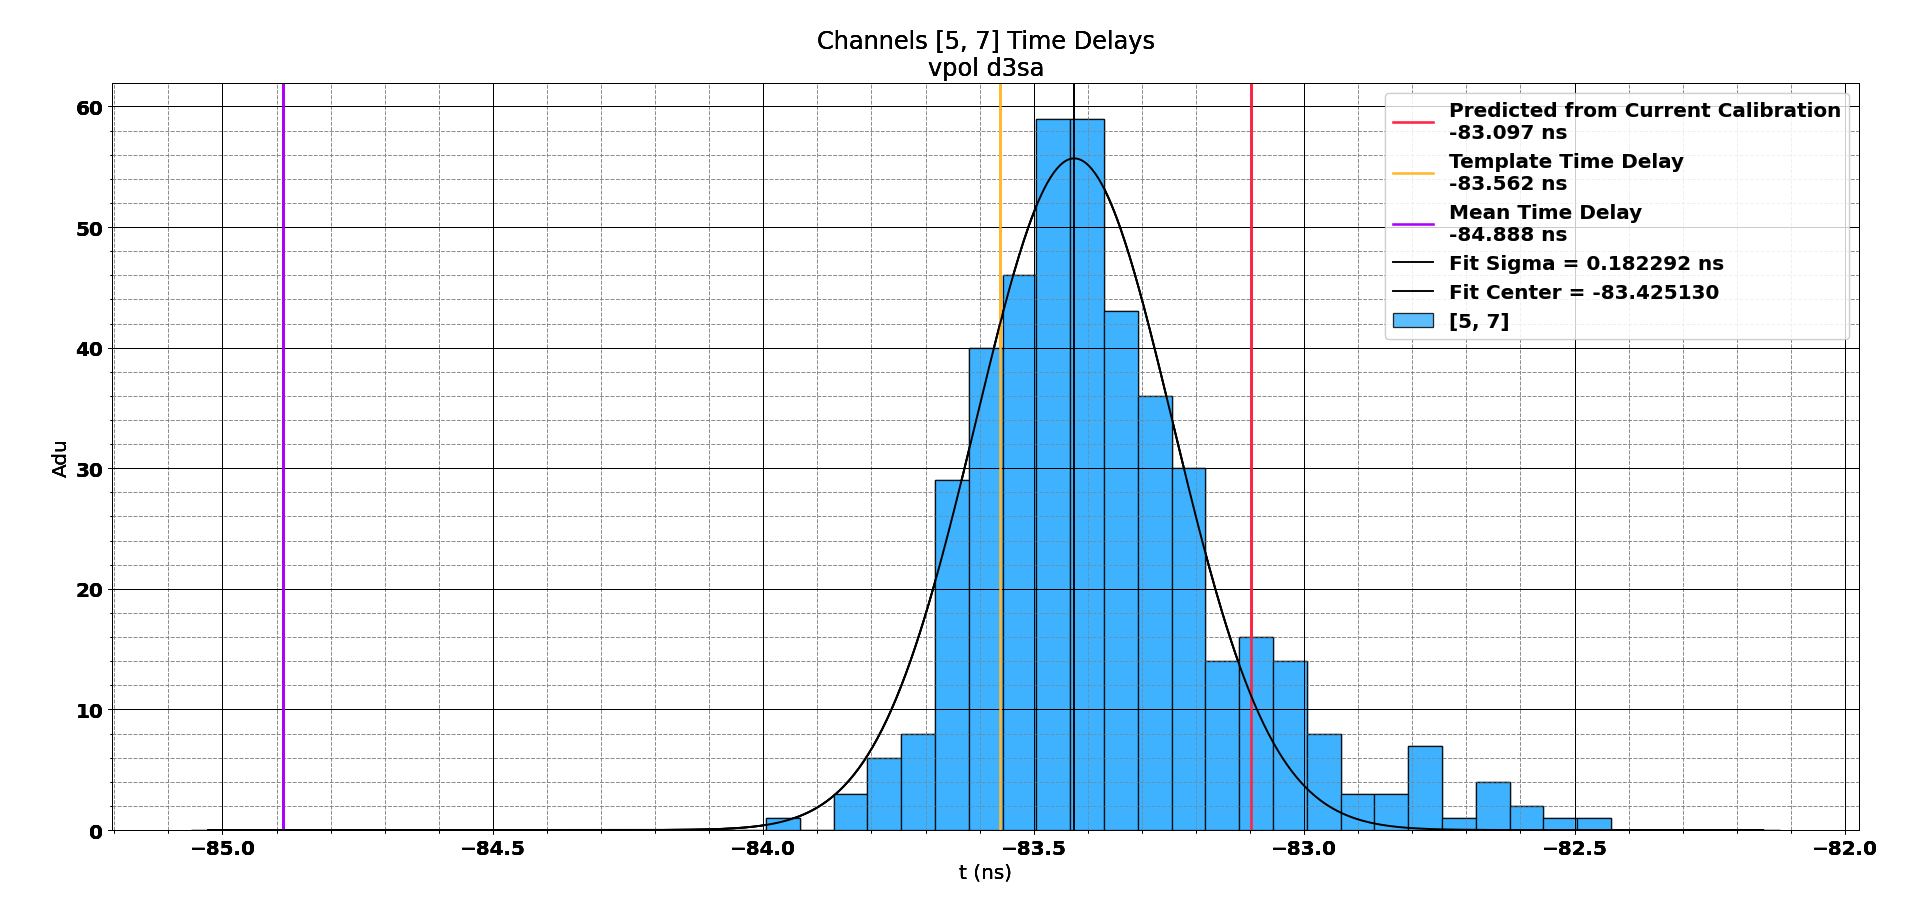 Channels [5, 7] Time Delays
vpol d3sa
Predicted from Current Calibration
-83.097 ns
Template Time Delay
-83.562 ns
Mean Time Delay
-84.888 ns
Fit Sigma = 0.182292 ns
Fit Center = -83.425130
[5, 7]
Adu
60
50
40
30
20
10
0
−85.0 −84.5 −84.0 −83.5 −83.0 −82.5 −82.0
t (ns)